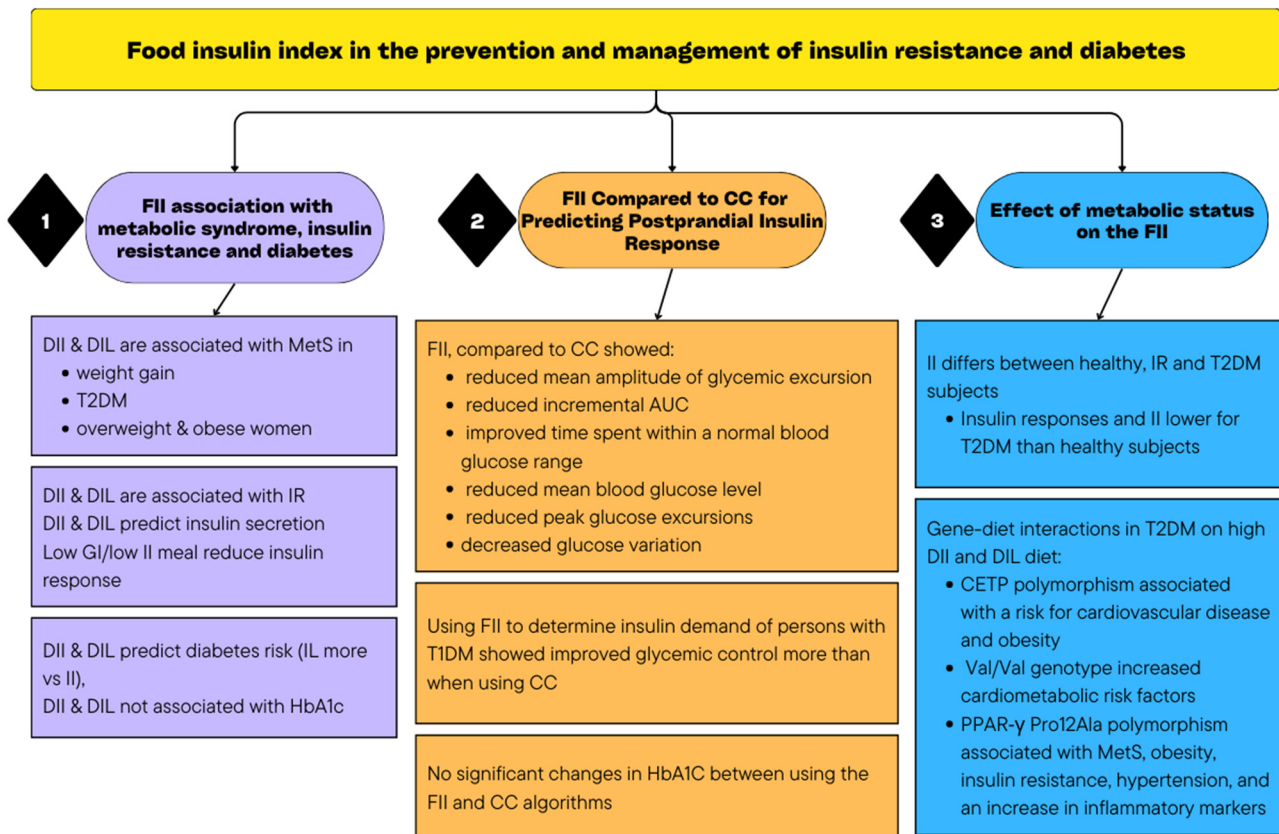 Food insulin index in the prevention and management of insulin resistance and diabetes
1
FII association with
metabolic syndrome, insulin
resistance and diabetes
DII & DIL are associated with MetS in
• weight gain
• T2DM
• overweight & obese women
DII & DIL are associated with IR
DII & DIL predict insulin secretion
Low GI/low II meal reduce insulin
response
DII & DIL predict diabetes risk (IL more
vs II),
DII & DIL not associated with HbA1c
2
FII Compared to CC for
Predicting Postprandial Insulin
Response
FII, compared to CC showed:
• reduced mean amplitude of glycemic excursion
• reduced incremental AUC
• improved time spent within a normal blood
glucose range
• reduced mean blood glucose level
• reduced peak glucose excursions
• decreased glucose variation
Using FII to determine insulin demand of persons with
T1DM showed improved glycemic control more than
when using CC
No significant changes in HbA1C between using the
FII and CC algorithms
3
Effect of metabolic status
on the FII
II differs between healthy, IR and T2DM
subjects
• Insulin responses and II lower for
T2DM than healthy subjects
Gene-diet interactions in T2DM on high
DII and DIL diet:
• CETP polymorphism associated
with a risk for cardiovascular disease
and obesity
• Val/Val genotype increased
cardiometabolic risk factors
• PPAR-γ Pro12Ala polymorphism
associated with MetS, obesity,
insulin resistance, hypertension, and
an increase in inflammatory markers